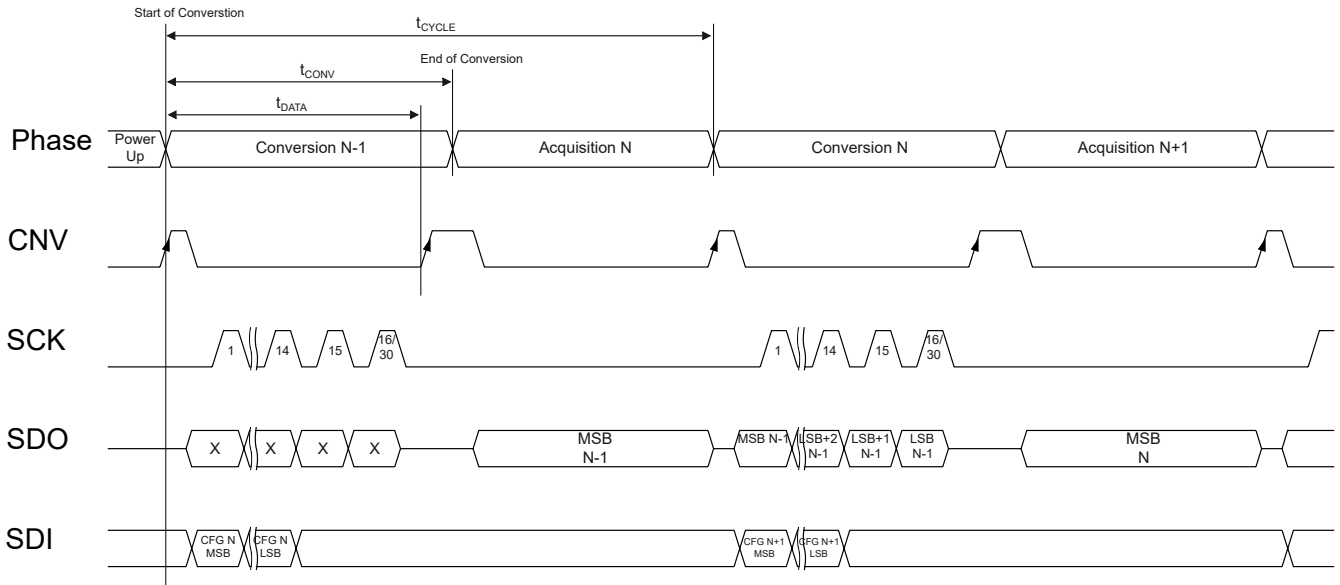 Start of Converstion
tCYCLE
End of Conversion
tCONV
tDATA
Phase
Power
Up
Conversion N-1
Acquisition N
Conversion N
Acquisition N+1
CNV
SCK
1
14
15
16/
30
1
14
15
16/
30
SDO
X
X
X
X
MSB
N-1
MSB N-1
LSB+2
N-1
LSB+1
N-1
LSB
N-1
MSB
N
SDI
CFG N
MSB
CFG N
LSB
CFG N+1
MSB
CFG N+1
LSB